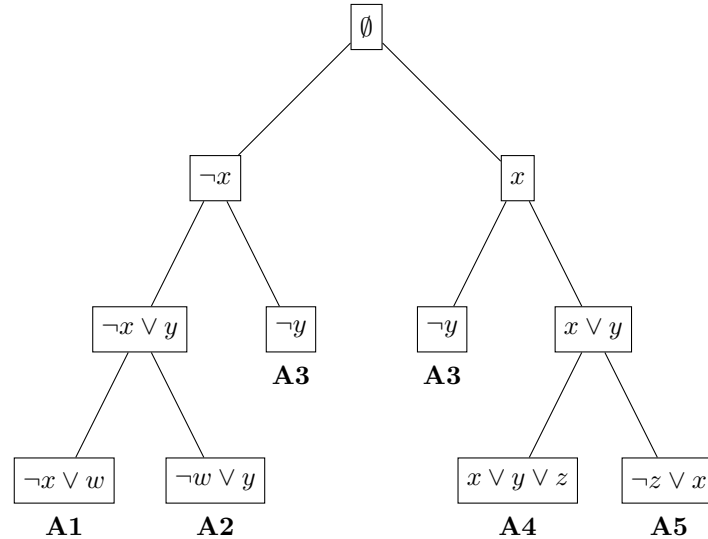 ∅
¬x x
¬x ∨ y ¬y ¬y x ∨ y
A3 A3
¬x ∨ w ¬w ∨ y x ∨ y ∨ z ¬z ∨ x
A1 A2 A4 A5